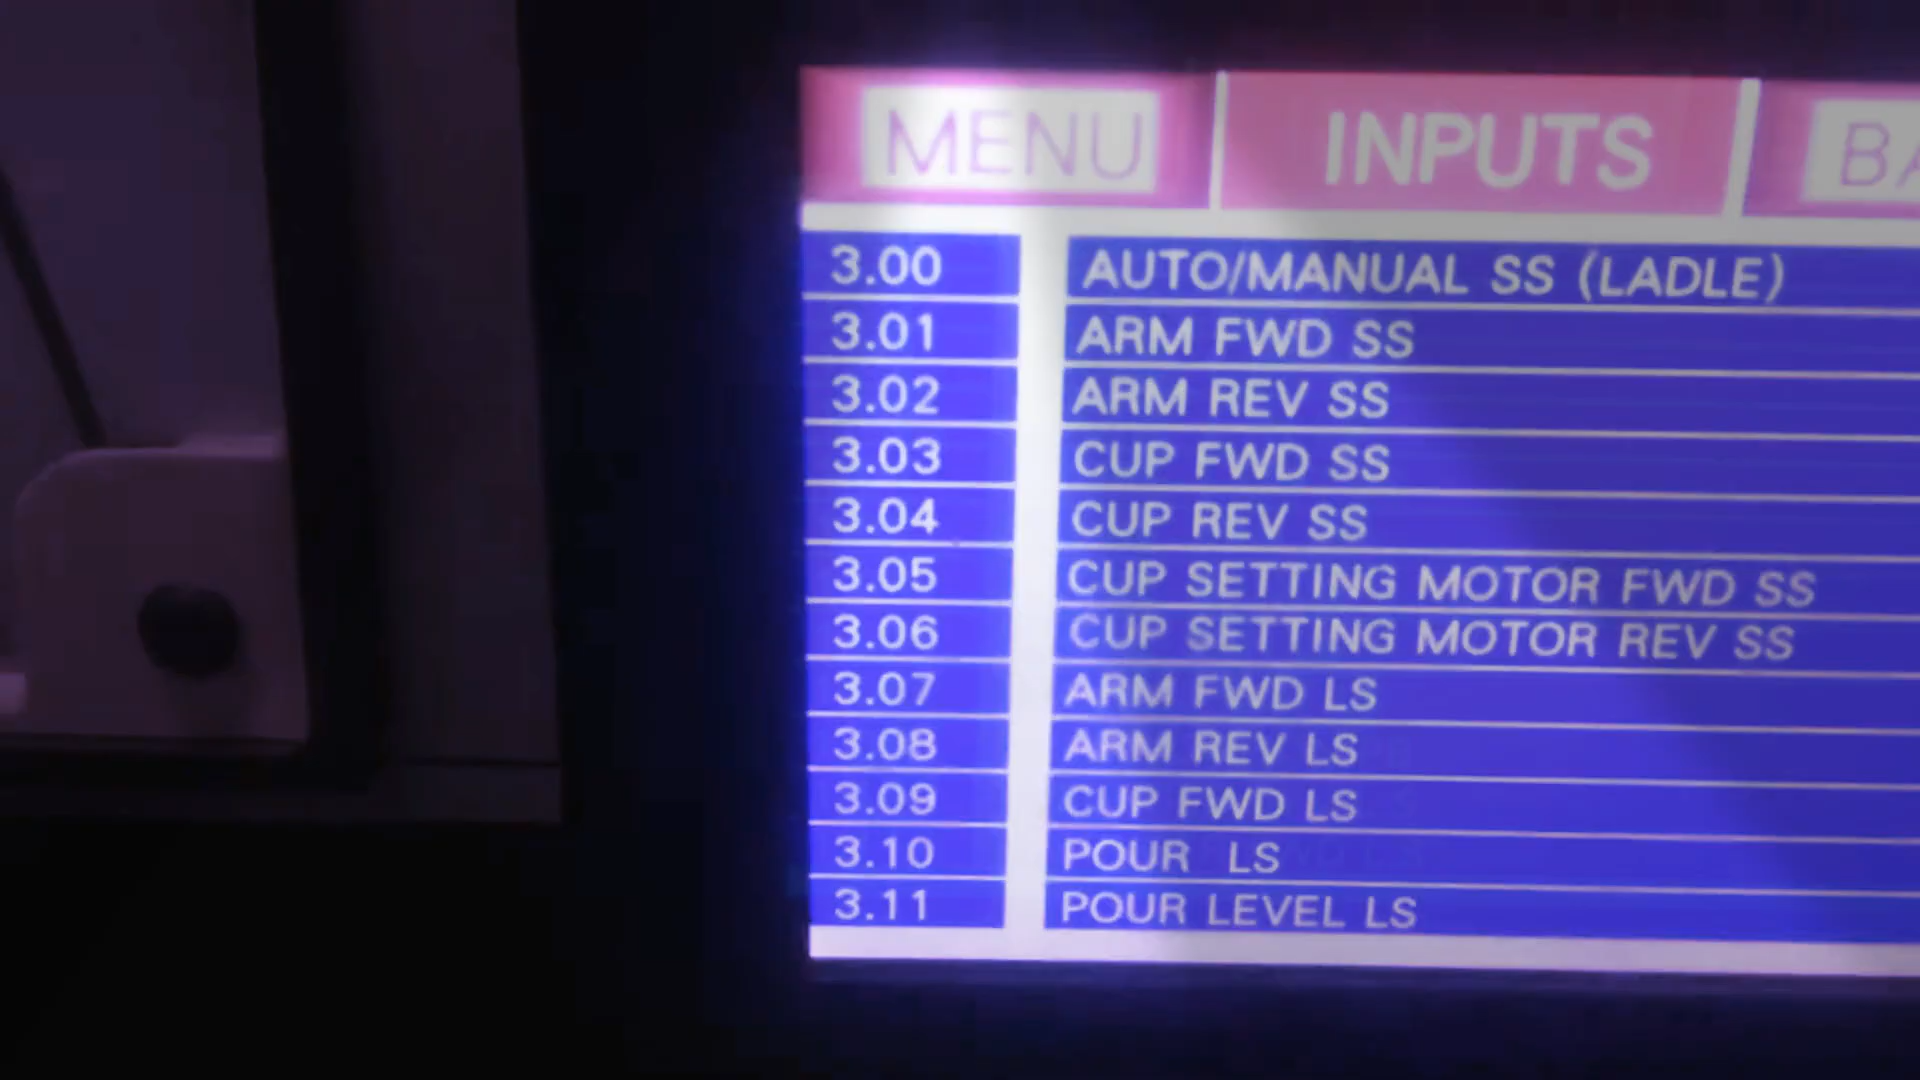 MENU INPUTS
3.00 AUTO/MANUAL SS (LADLE)
3.01 ARM FWD SS
3.02 ARM REV SS
3.03 CUP FWD SS
3.04 CUP REV SS
3.05 CUP SETTING MOTOR FWD SS
3.06 CUP SETTING MOTOR REV SS
3.07 ARM FWD LS
3.08 ARM REV LS
3.09 CUP FWD LS
3.10 POUR LS
3.11 POUR LEVEL LS